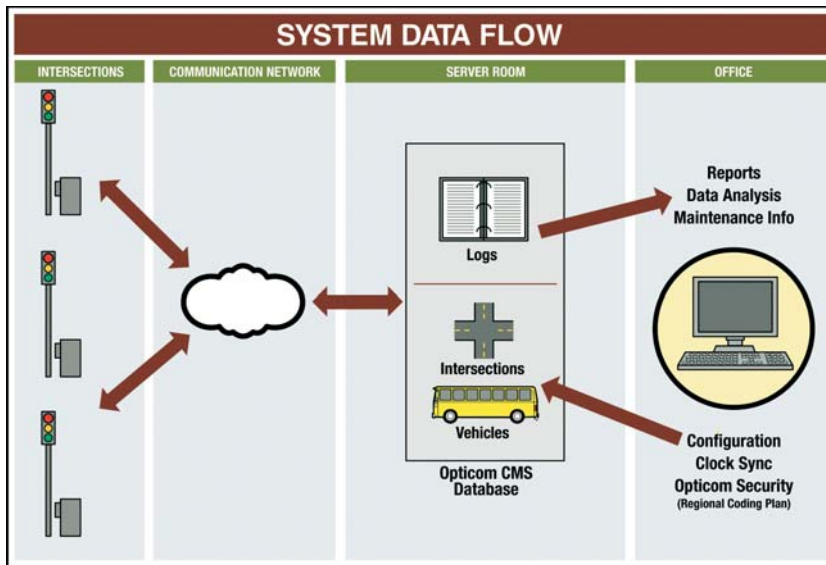 SYSTEM DATA FLOW
INTERSECTIONS
COMMUNICATION NETWORK
SERVER ROOM
OFFICE
Logs
Intersections
Vehicles
Opticom CMS
Database
Reports
Data Analysis
Maintenance Info
Configuration
Clock Sync
Opticom Security
(Regional Coding Plan)